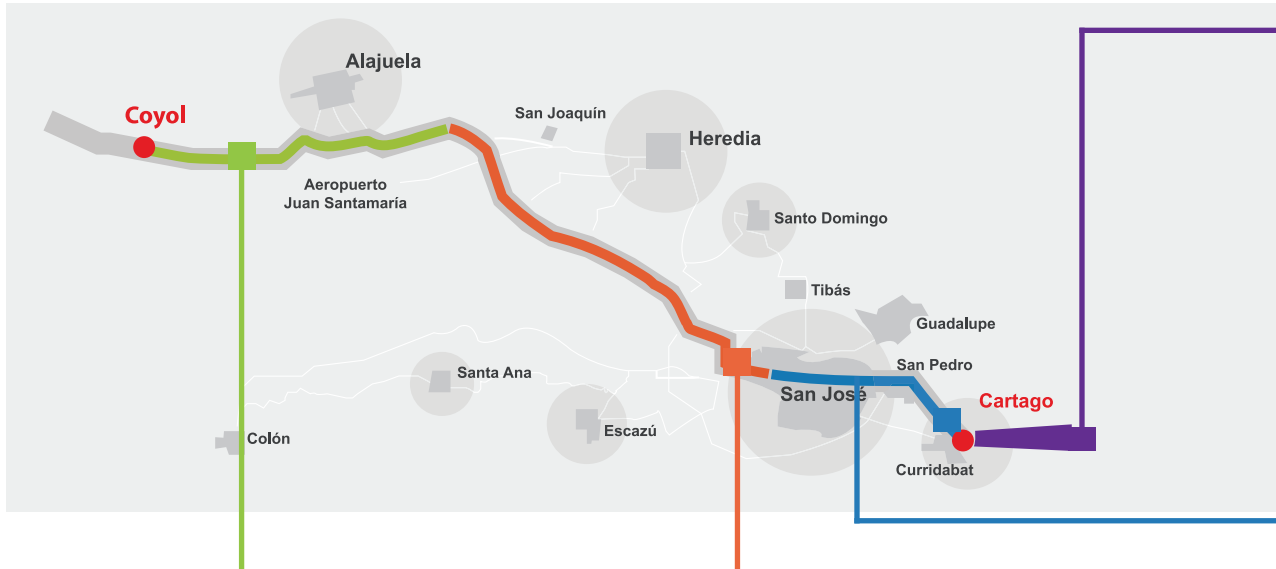 Alajuela
Coyol
San Joaquín
Heredia
Aeropuerto
Juan Santamaría
Santo Domingo
Tibás
Guadalupe
San Pedro
Santa Ana
San José
Cartago
Escazú
Colón
Curridabat